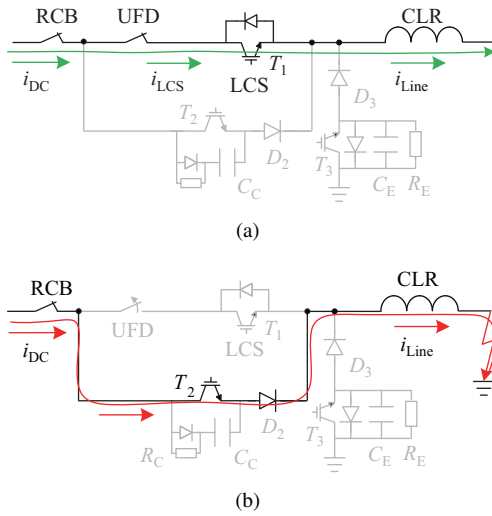 RCB UFD CLR
T1
iDC iLCS LCS iLine
D3
T2
D2 T3
CC CE RE
(a)
RCB CLR
UFD T1
iDC LCS iLine
T2 D3
D2 T3
RC CC CE RE
(b)